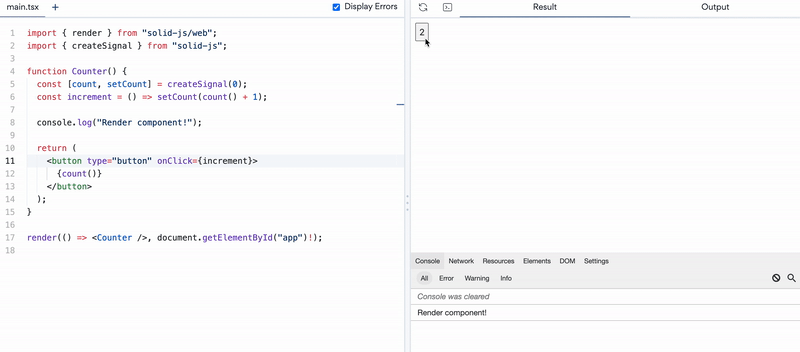 main.tsx + Display Errors Result Output
1 import { render } from "solid-js/web";
2 import { createSignal } from "solid-js";
3
4 function Counter() {
5 const [count, setCount] = createSignal(0);
6 const increment = () => setCount(count() + 1);
7
8 console.log("Render component!");
9
10 return (
11 <button type="button" onClick={increment}>
12 {count()}
13 </button>
14 );
15 }
16
17 render(() => <Counter />, document.getElementById("app")!);
18
2
Console Network Resources Elements DOM Settings
All Error Warning Info
Console was cleared
Render component!